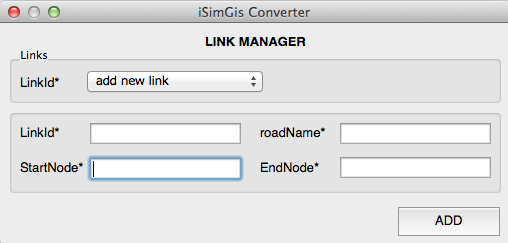 iSimGis Converter
LINK MANAGER
Links
LinkId* add new link
LinkId* roadName*
StartNode* EndNode*
ADD